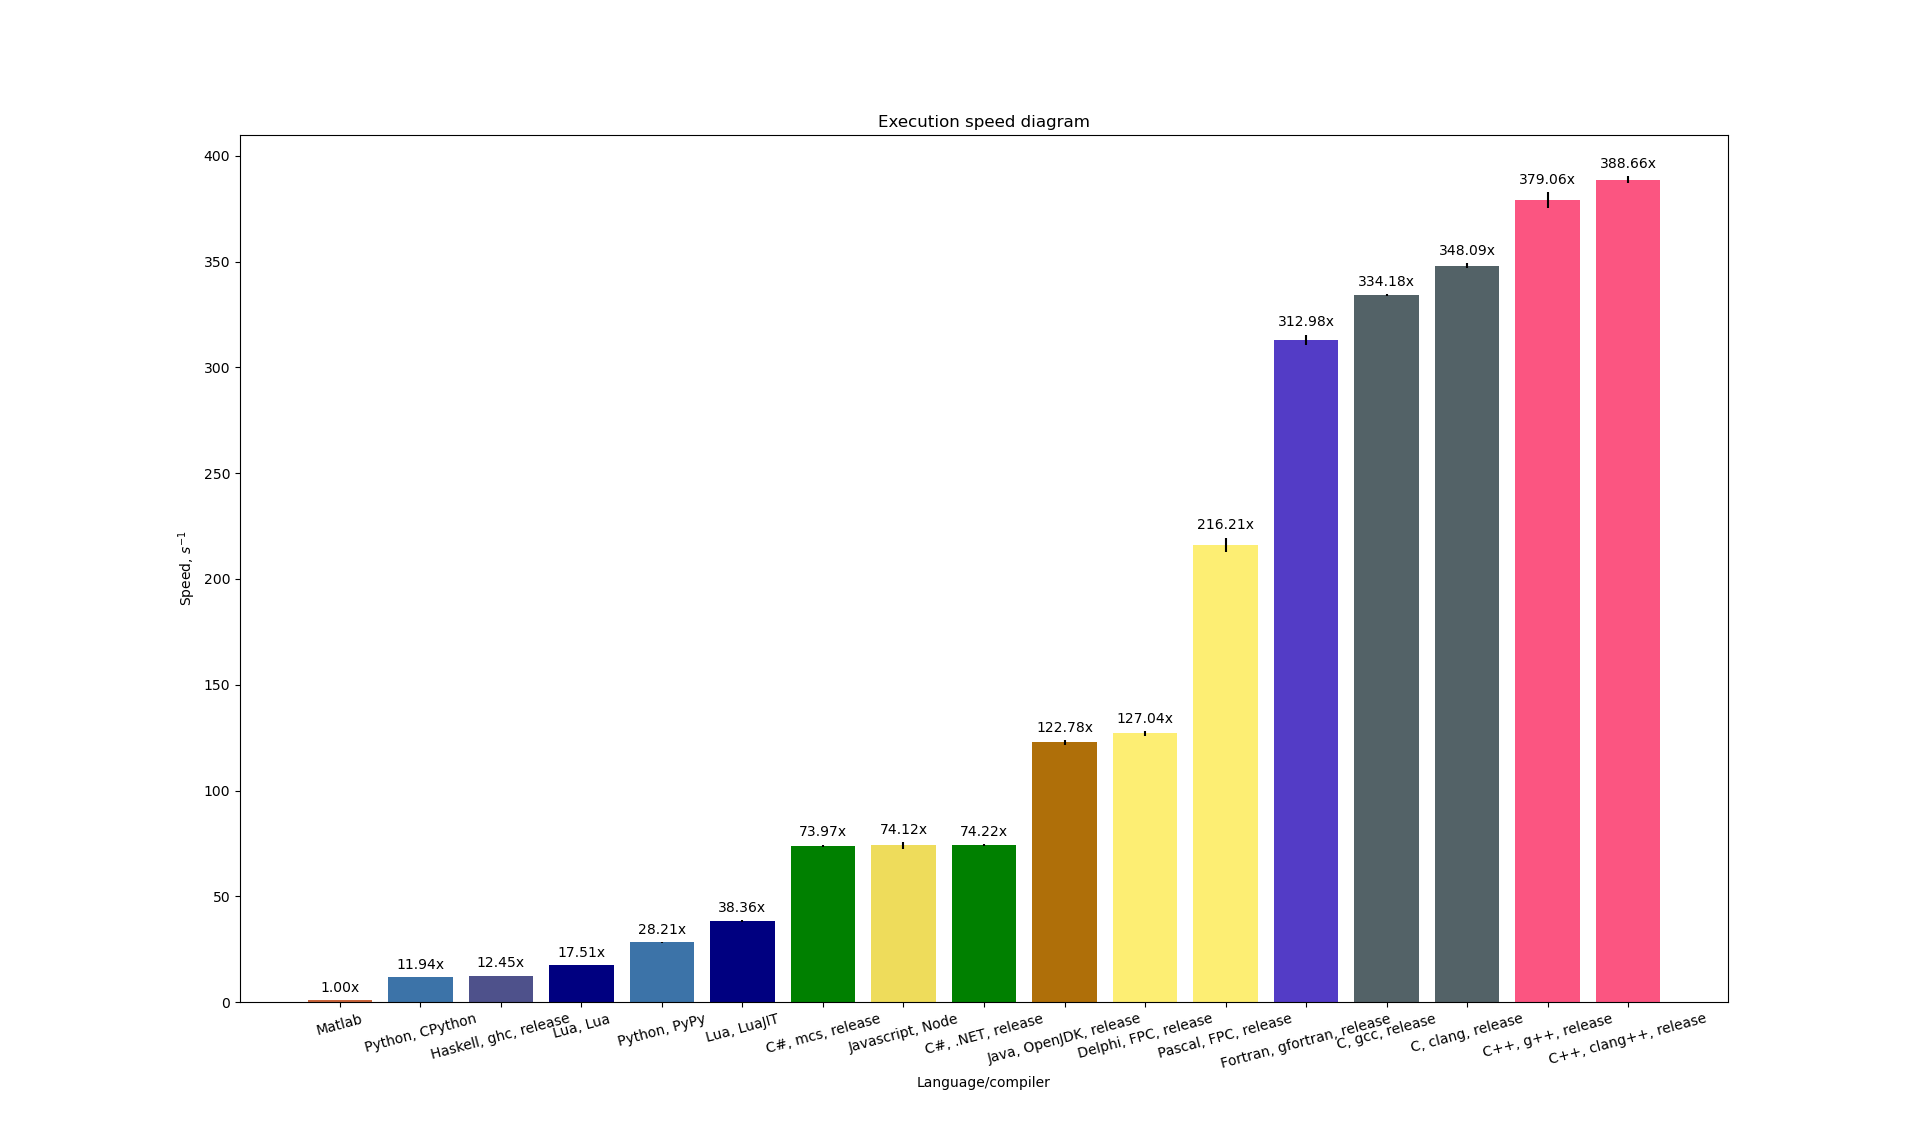 Execution speed diagram
400
350
300
250
200
150
100
50
0
Speed, s⁻¹
1.00x
11.94x
12.45x
17.51x
28.21x
38.36x
73.97x
74.12x
74.22x
122.78x
127.04x
216.21x
312.98x
334.18x
348.09x
379.06x
388.66x
Matlab
Python, CPython
Haskell, ghc, release
Lua, Lua
Python, PyPy
Lua, LuaJIT
C#, mcs, release
Javascript, Node
C#, .NET, release
Java, OpenJDK, release
Delphi, FPC, release
Pascal, FPC, release
Fortran, gfortran, release
C, gcc, release
C, clang, release
C++, g++, release
C++, clang++, release
Language/compiler